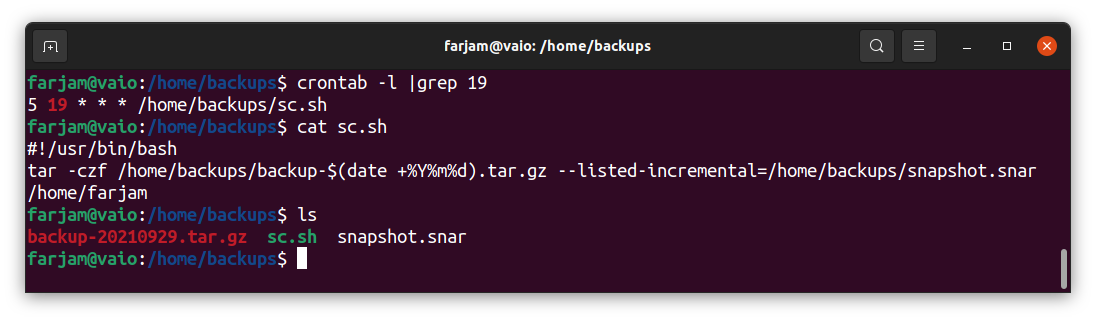 farjam@vaio: /home/backups
farjam@vaio:/home/backups$ crontab -l |grep 19
5 19 * * * /home/backups/sc.sh
farjam@vaio:/home/backups$ cat sc.sh
#!/usr/bin/bash
tar -czf /home/backups/backup-$(date +%Y%m%d).tar.gz --listed-incremental=/home/backups/snapshot.snar
/home/farjam
farjam@vaio:/home/backups$ ls
backup-20210929.tar.gz  sc.sh  snapshot.snar
farjam@vaio:/home/backups$